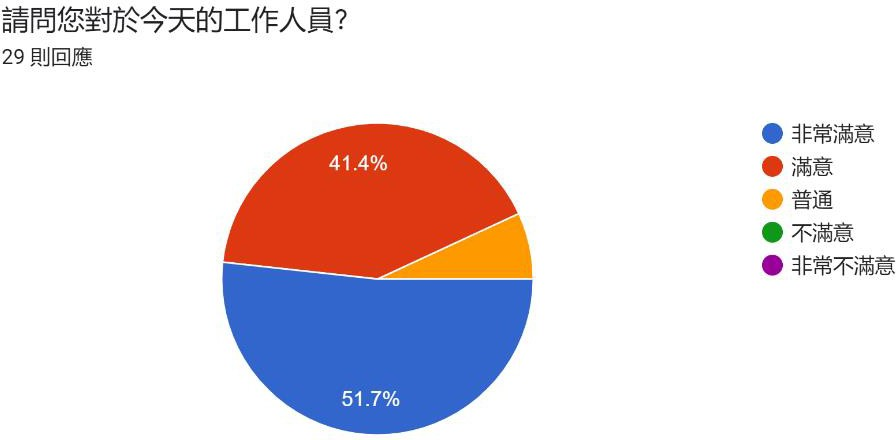 請問您對於今天的工作人員?
29 則回應
41.4%
51.7%
非常滿意
滿意
普通
不滿意
非常不滿意